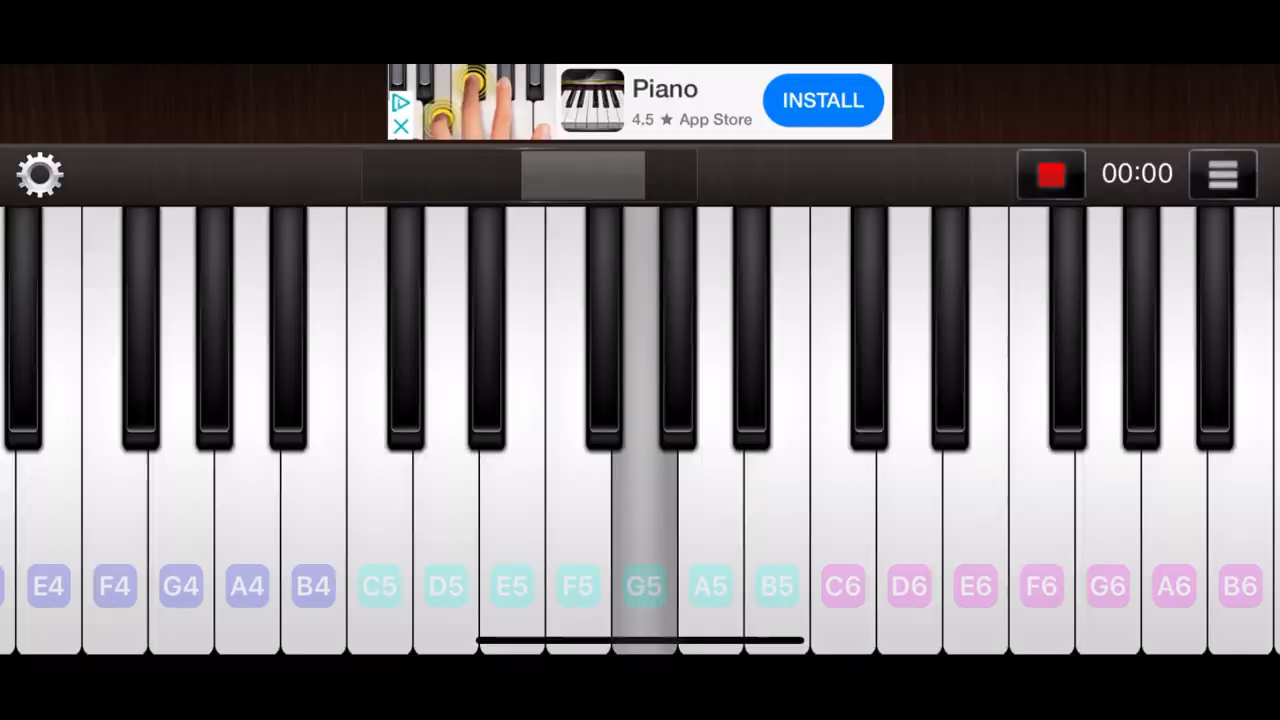 Piano
4.5 ★ App Store
INSTALL
00:00
E4 F4 G4 A4 B4 C5 D5 E5 F5 G5 A5 B5 C6 D6 E6 F6 G6 A6 B6